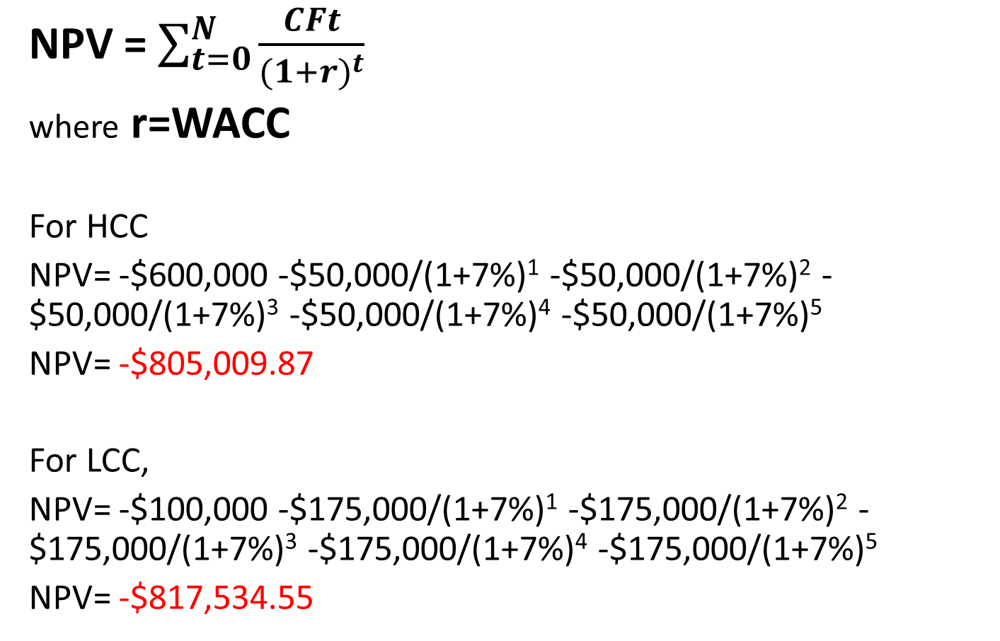 NPV = ∑_{t=0}^{N} CFt/(1+r)^t
where r=WACC
For HCC
NPV= -$600,000 -$50,000/(1+7%)¹ -$50,000/(1+7%)² -
$50,000/(1+7%)³ -$50,000/(1+7%)⁴ -$50,000/(1+7%)⁵
NPV= -$805,009.87
For LCC,
NPV= -$100,000 -$175,000/(1+7%)¹ -$175,000/(1+7%)² -
$175,000/(1+7%)³ -$175,000/(1+7%)⁴ -$175,000/(1+7%)⁵
NPV= -$817,534.55